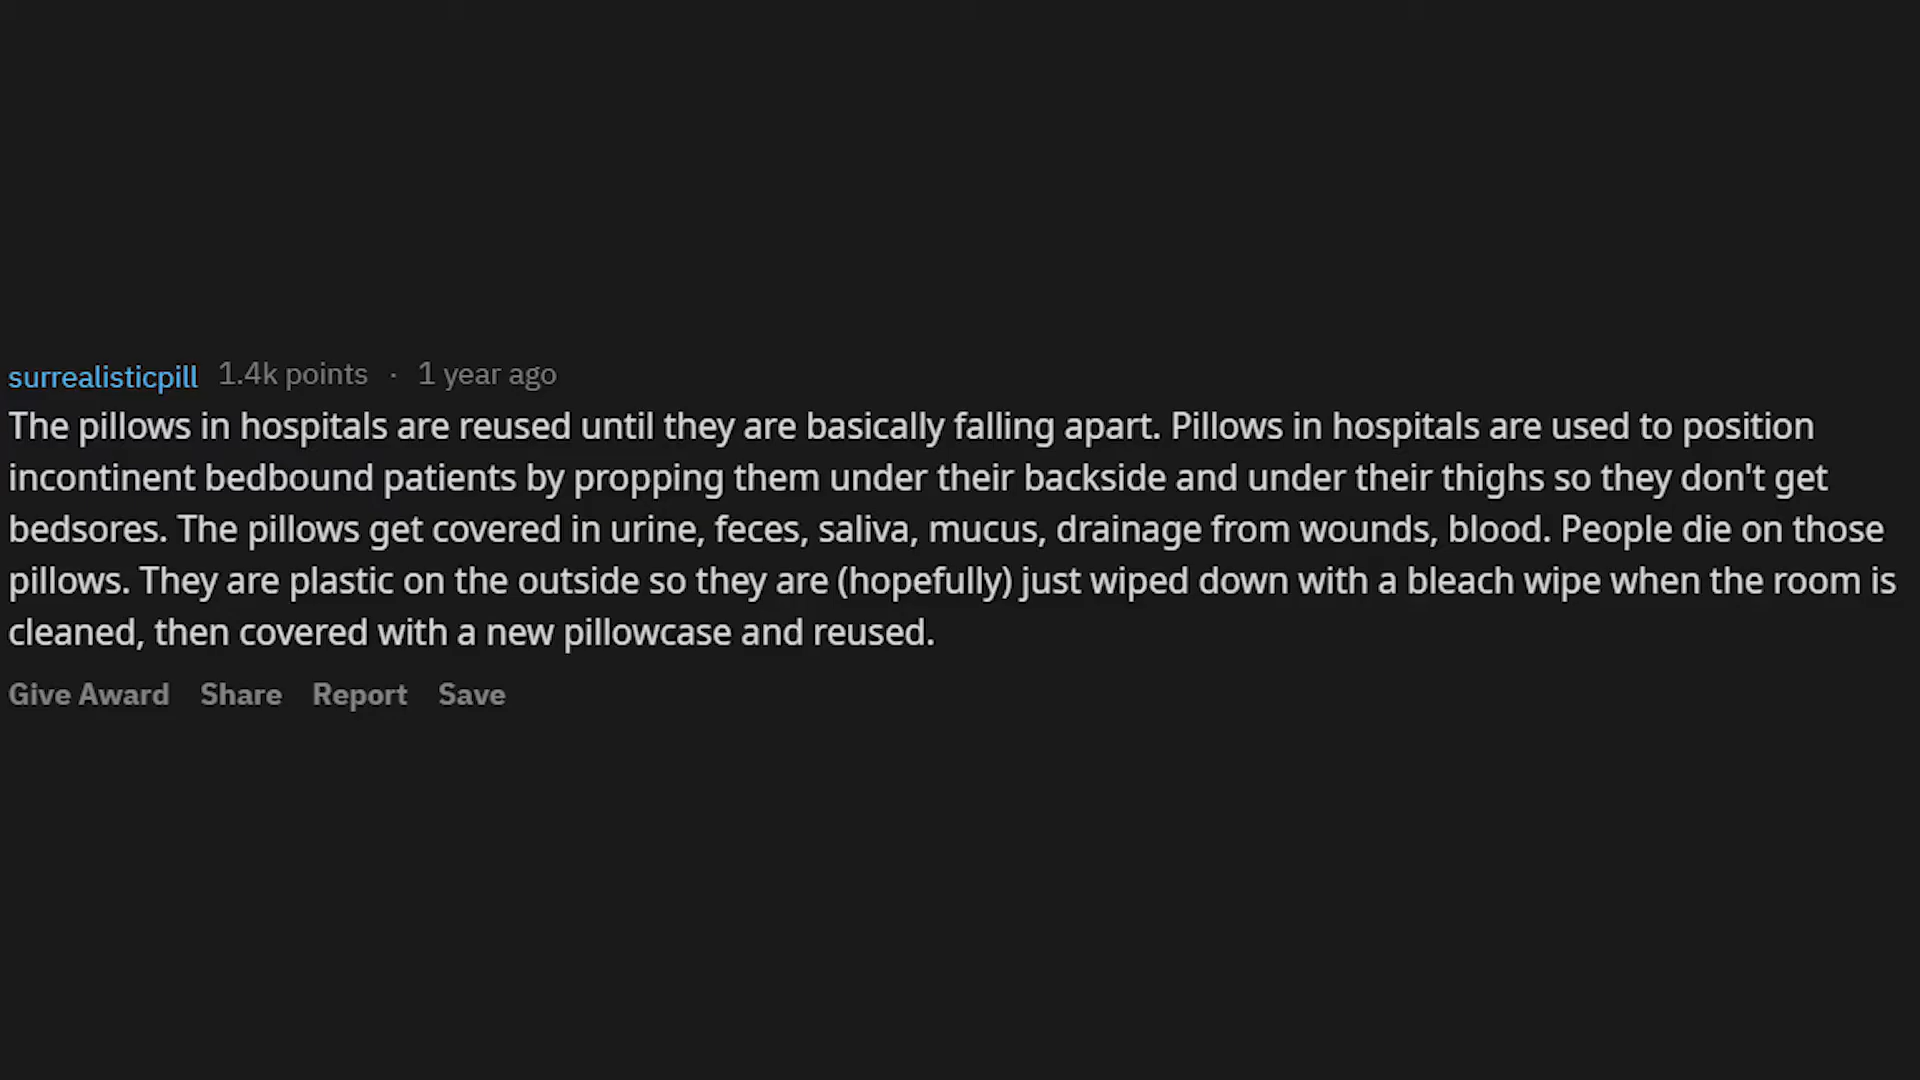 surrealisticpill 1.4k points · 1 year ago
The pillows in hospitals are reused until they are basically falling apart. Pillows in hospitals are used to position
incontinent bedbound patients by propping them under their backside and under their thighs so they don't get
bedsores. The pillows get covered in urine, feces, saliva, mucus, drainage from wounds, blood. People die on those
pillows. They are plastic on the outside so they are (hopefully) just wiped down with a bleach wipe when the room is
cleaned, then covered with a new pillowcase and reused.
Give Award Share Report Save